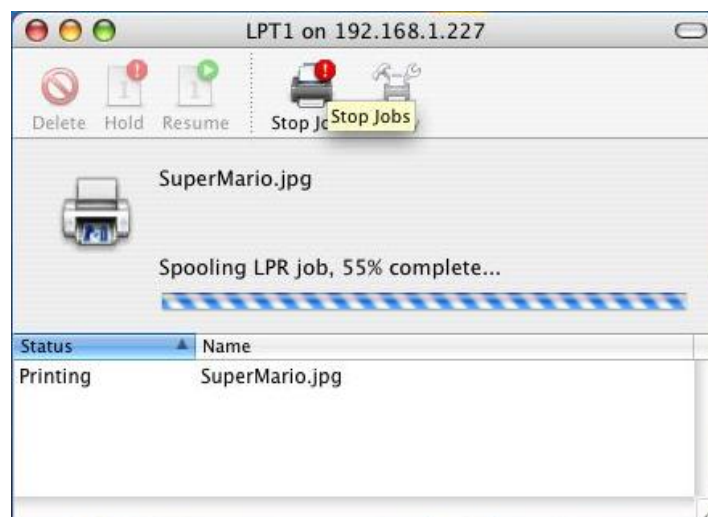 LPT1 on 192.168.1.227
Delete Hold Resume Stop Jo
Stop Jobs
SuperMario.jpg
Spooling LPR job, 55% complete...
Status Name
Printing SuperMario.jpg